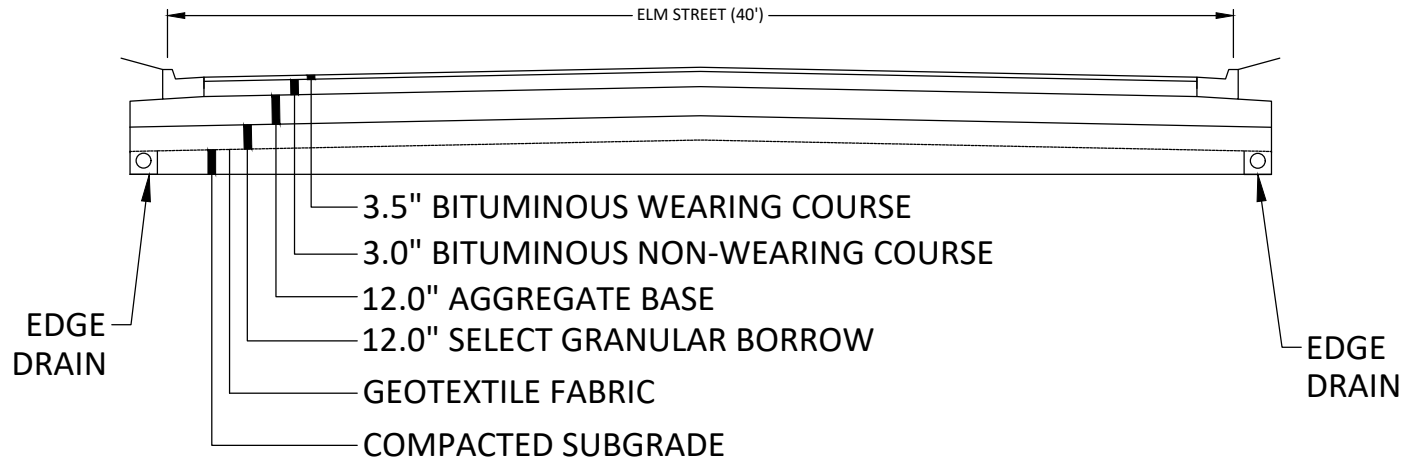 ELM STREET (40')
3.5" BITUMINOUS WEARING COURSE
3.0" BITUMINOUS NON-WEARING COURSE
12.0" AGGREGATE BASE
12.0" SELECT GRANULAR BORROW
GEOTEXTILE FABRIC
COMPACTED SUBGRADE
EDGE
DRAIN
EDGE
DRAIN